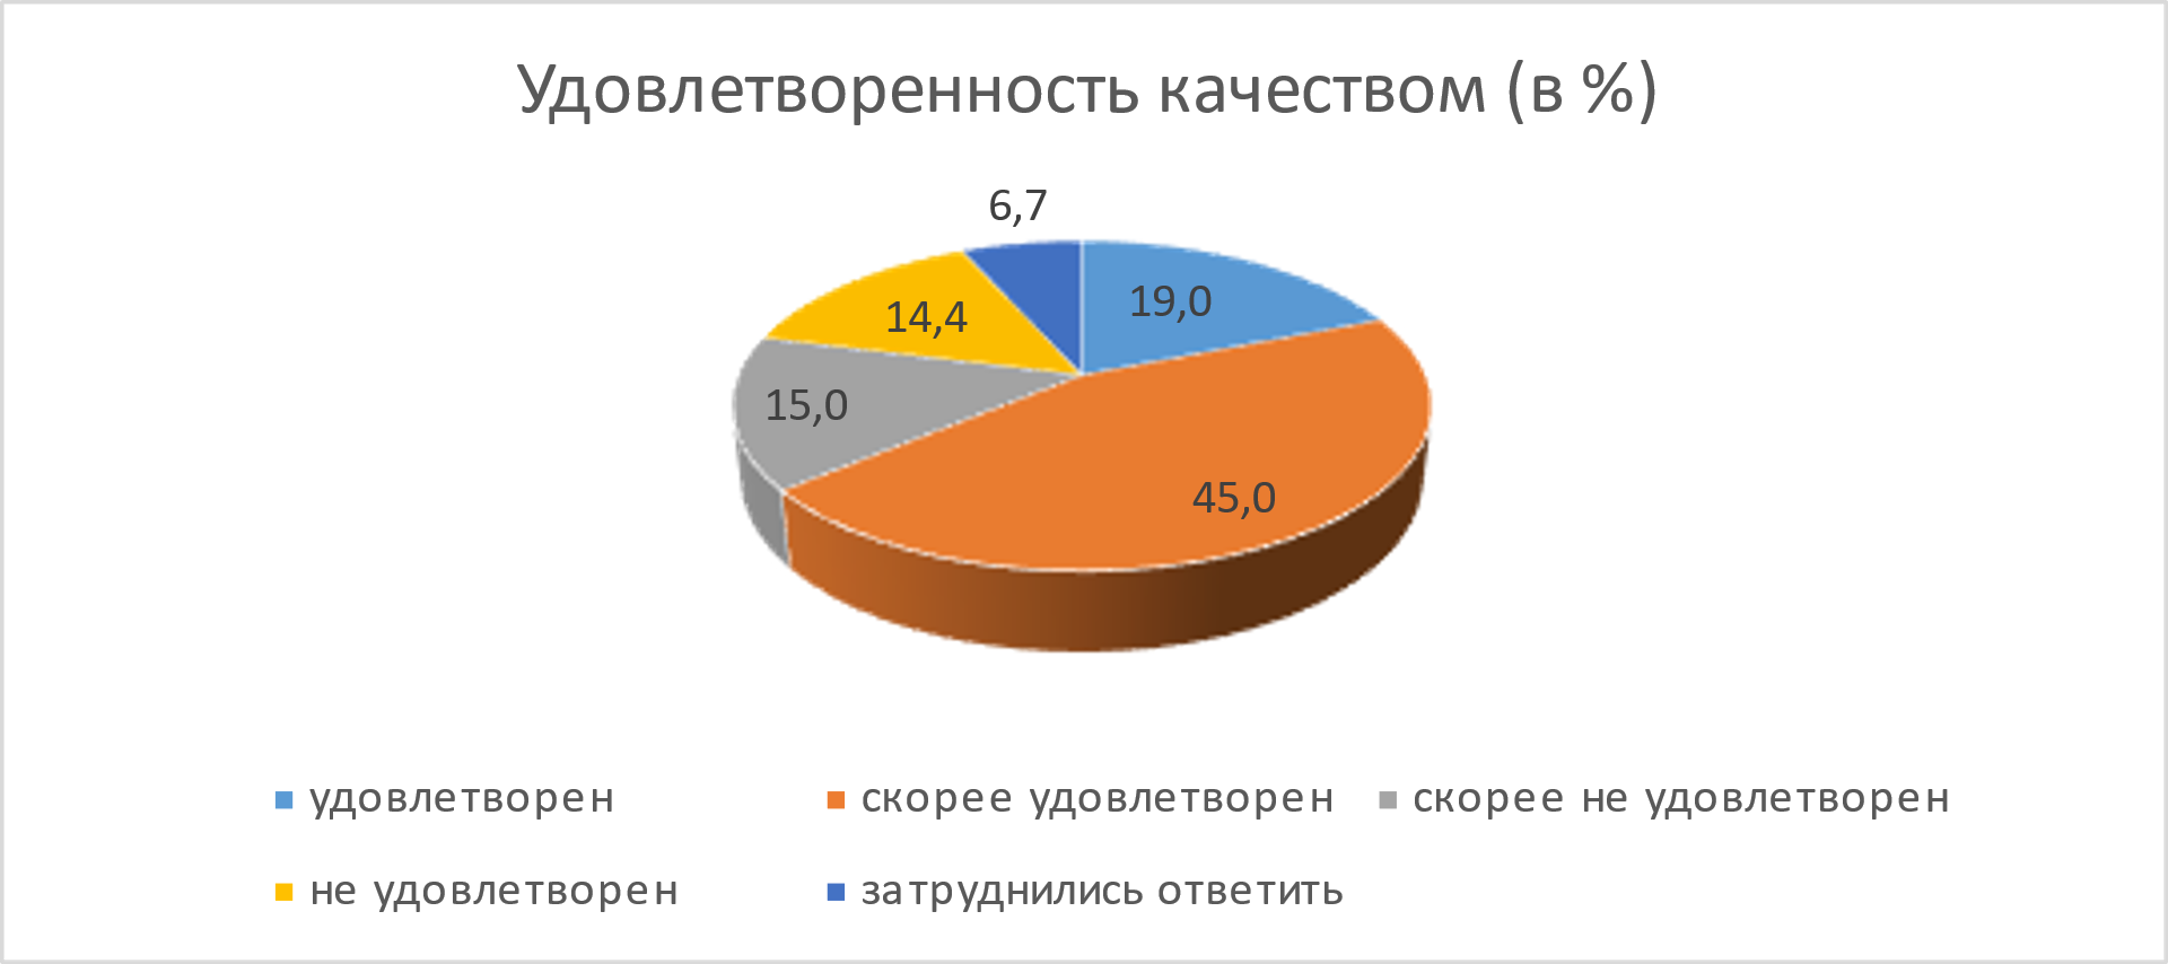 Удовлетворенность качеством (в %)
6,7
19,0
14,4
15,0
45,0
удовлетворен
скорее удовлетворен
скорее не удовлетворен
не удовлетворен
затруднились ответить